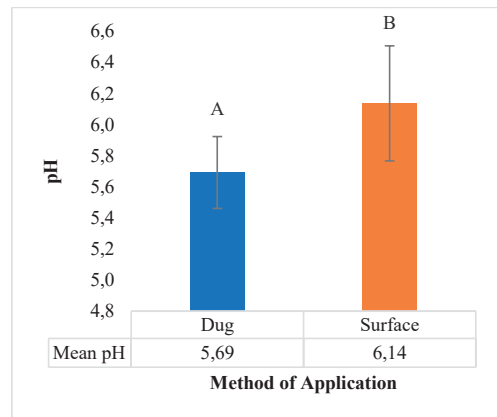 6,6
6,4
6,2
6,0
5,8
5,6
5,4
5,2
5,0
4,8
pH
A
B
Dug Surface
Mean pH 5,69 6,14
Method of Application